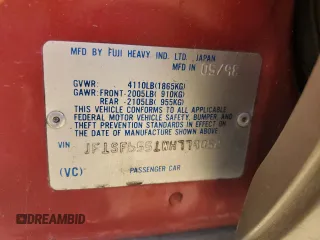 MFD BY FUJI HEAVY IND. LTD., JAPAN
MFD IN 05/98
GVWR: 4110LB(1865KG)
GAWR:FRONT-2005LB( 910KG)
REAR -2105LB( 955KG)
THIS VEHICLE CONFORMS TO ALL APPLICABLE
FEDERAL MOTOR VEHICLE SAFETY, BUMPER, AND
THEFT PREVENTION STANDARDS IN EFFECT ON
THE DATE OF MANUFACTURE SHOWN ABOVE.
VIN
(VC) PASSENGER CAR
DREAMBID